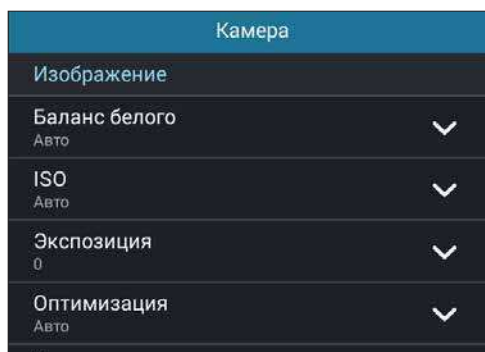 Камера
Изображение
Баланс белого
Авто
ISO
Авто
Экспозиция
0
Оптимизация
Авто